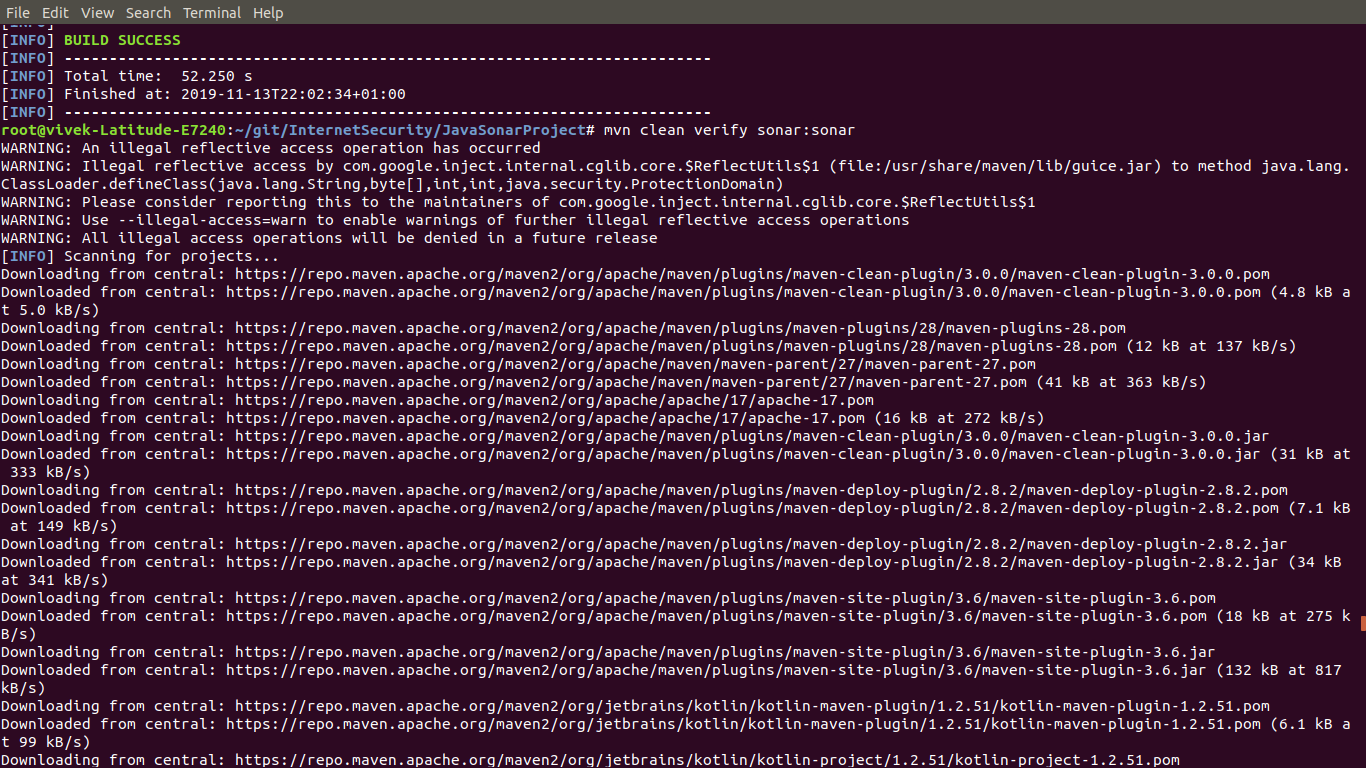 File Edit View Search Terminal Help
[INFO]
[INFO] BUILD SUCCESS
[INFO] ------------------------------------------------------------------------
[INFO] Total time:  52.250 s
[INFO] Finished at: 2019-11-13T22:02:34+01:00
[INFO] ------------------------------------------------------------------------
root@vivek-Latitude-E7240:~/git/InternetSecurity/JavaSonarProject# mvn clean verify sonar:sonar
WARNING: An illegal reflective access operation has occurred
WARNING: Illegal reflective access by com.google.inject.internal.cglib.core.$ReflectUtils$1 (file:/usr/share/maven/lib/guice.jar) to method java.lang.
ClassLoader.defineClass(java.lang.String,byte[],int,int,java.security.ProtectionDomain)
WARNING: Please consider reporting this to the maintainers of com.google.inject.internal.cglib.core.$ReflectUtils$1
WARNING: Use --illegal-access=warn to enable warnings of further illegal reflective access operations
WARNING: All illegal access operations will be denied in a future release
[INFO] Scanning for projects...
Downloading from central: https://repo.maven.apache.org/maven2/org/apache/maven/plugins/maven-clean-plugin/3.0.0/maven-clean-plugin-3.0.0.pom
Downloaded from central: https://repo.maven.apache.org/maven2/org/apache/maven/plugins/maven-clean-plugin/3.0.0/maven-clean-plugin-3.0.0.pom (4.8 kB a
t 5.0 kB/s)
Downloading from central: https://repo.maven.apache.org/maven2/org/apache/maven/plugins/maven-plugins/28/maven-plugins-28.pom
Downloaded from central: https://repo.maven.apache.org/maven2/org/apache/maven/plugins/maven-plugins/28/maven-plugins-28.pom (12 kB at 137 kB/s)
Downloading from central: https://repo.maven.apache.org/maven2/org/apache/maven/maven-parent/27/maven-parent-27.pom
Downloaded from central: https://repo.maven.apache.org/maven2/org/apache/maven/maven-parent/27/maven-parent-27.pom (41 kB at 363 kB/s)
Downloading from central: https://repo.maven.apache.org/maven2/org/apache/apache/17/apache-17.pom
Downloaded from central: https://repo.maven.apache.org/maven2/org/apache/apache/17/apache-17.pom (16 kB at 272 kB/s)
Downloading from central: https://repo.maven.apache.org/maven2/org/apache/maven/plugins/maven-clean-plugin/3.0.0/maven-clean-plugin-3.0.0.jar
Downloaded from central: https://repo.maven.apache.org/maven2/org/apache/maven/plugins/maven-clean-plugin/3.0.0/maven-clean-plugin-3.0.0.jar (31 kB at
 333 kB/s)
Downloading from central: https://repo.maven.apache.org/maven2/org/apache/maven/plugins/maven-deploy-plugin/2.8.2/maven-deploy-plugin-2.8.2.pom
Downloaded from central: https://repo.maven.apache.org/maven2/org/apache/maven/plugins/maven-deploy-plugin/2.8.2/maven-deploy-plugin-2.8.2.pom (7.1 kB
 at 149 kB/s)
Downloading from central: https://repo.maven.apache.org/maven2/org/apache/maven/plugins/maven-deploy-plugin/2.8.2/maven-deploy-plugin-2.8.2.jar
Downloaded from central: https://repo.maven.apache.org/maven2/org/apache/maven/plugins/maven-deploy-plugin/2.8.2/maven-deploy-plugin-2.8.2.jar (34 kB
at 341 kB/s)
Downloading from central: https://repo.maven.apache.org/maven2/org/apache/maven/plugins/maven-site-plugin/3.6/maven-site-plugin-3.6.pom
Downloaded from central: https://repo.maven.apache.org/maven2/org/apache/maven/plugins/maven-site-plugin/3.6/maven-site-plugin-3.6.pom (18 kB at 275 k
B/s)
Downloading from central: https://repo.maven.apache.org/maven2/org/apache/maven/plugins/maven-site-plugin/3.6/maven-site-plugin-3.6.jar
Downloaded from central: https://repo.maven.apache.org/maven2/org/apache/maven/plugins/maven-site-plugin/3.6/maven-site-plugin-3.6.jar (132 kB at 817
kB/s)
Downloading from central: https://repo.maven.apache.org/maven2/org/jetbrains/kotlin/kotlin-maven-plugin/1.2.51/kotlin-maven-plugin-1.2.51.pom
Downloaded from central: https://repo.maven.apache.org/maven2/org/jetbrains/kotlin/kotlin-maven-plugin/1.2.51/kotlin-maven-plugin-1.2.51.pom (6.1 kB a
t 99 kB/s)
Downloading from central: https://repo.maven.apache.org/maven2/org/jetbrains/kotlin/kotlin-project/1.2.51/kotlin-project-1.2.51.pom